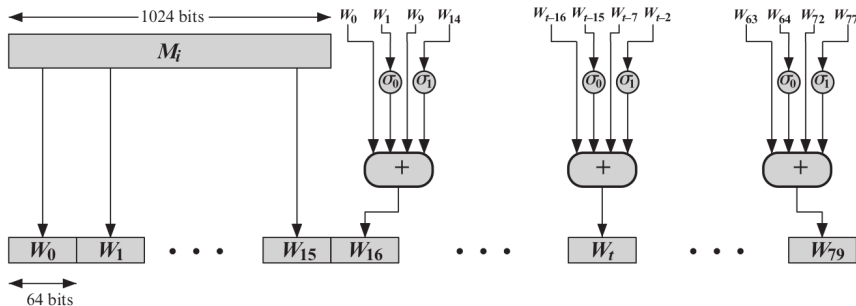 1024 bits
W0 W1 W9 W14
Wt–16 Wt–15 Wt–7 Wt–2
W63 W64 W72 W77
Mi
σ0 σ1
σ0 σ1
σ0 σ1
+
+
+
W0 W1 • • • W15 W16 • • • Wt • • • W79
64 bits